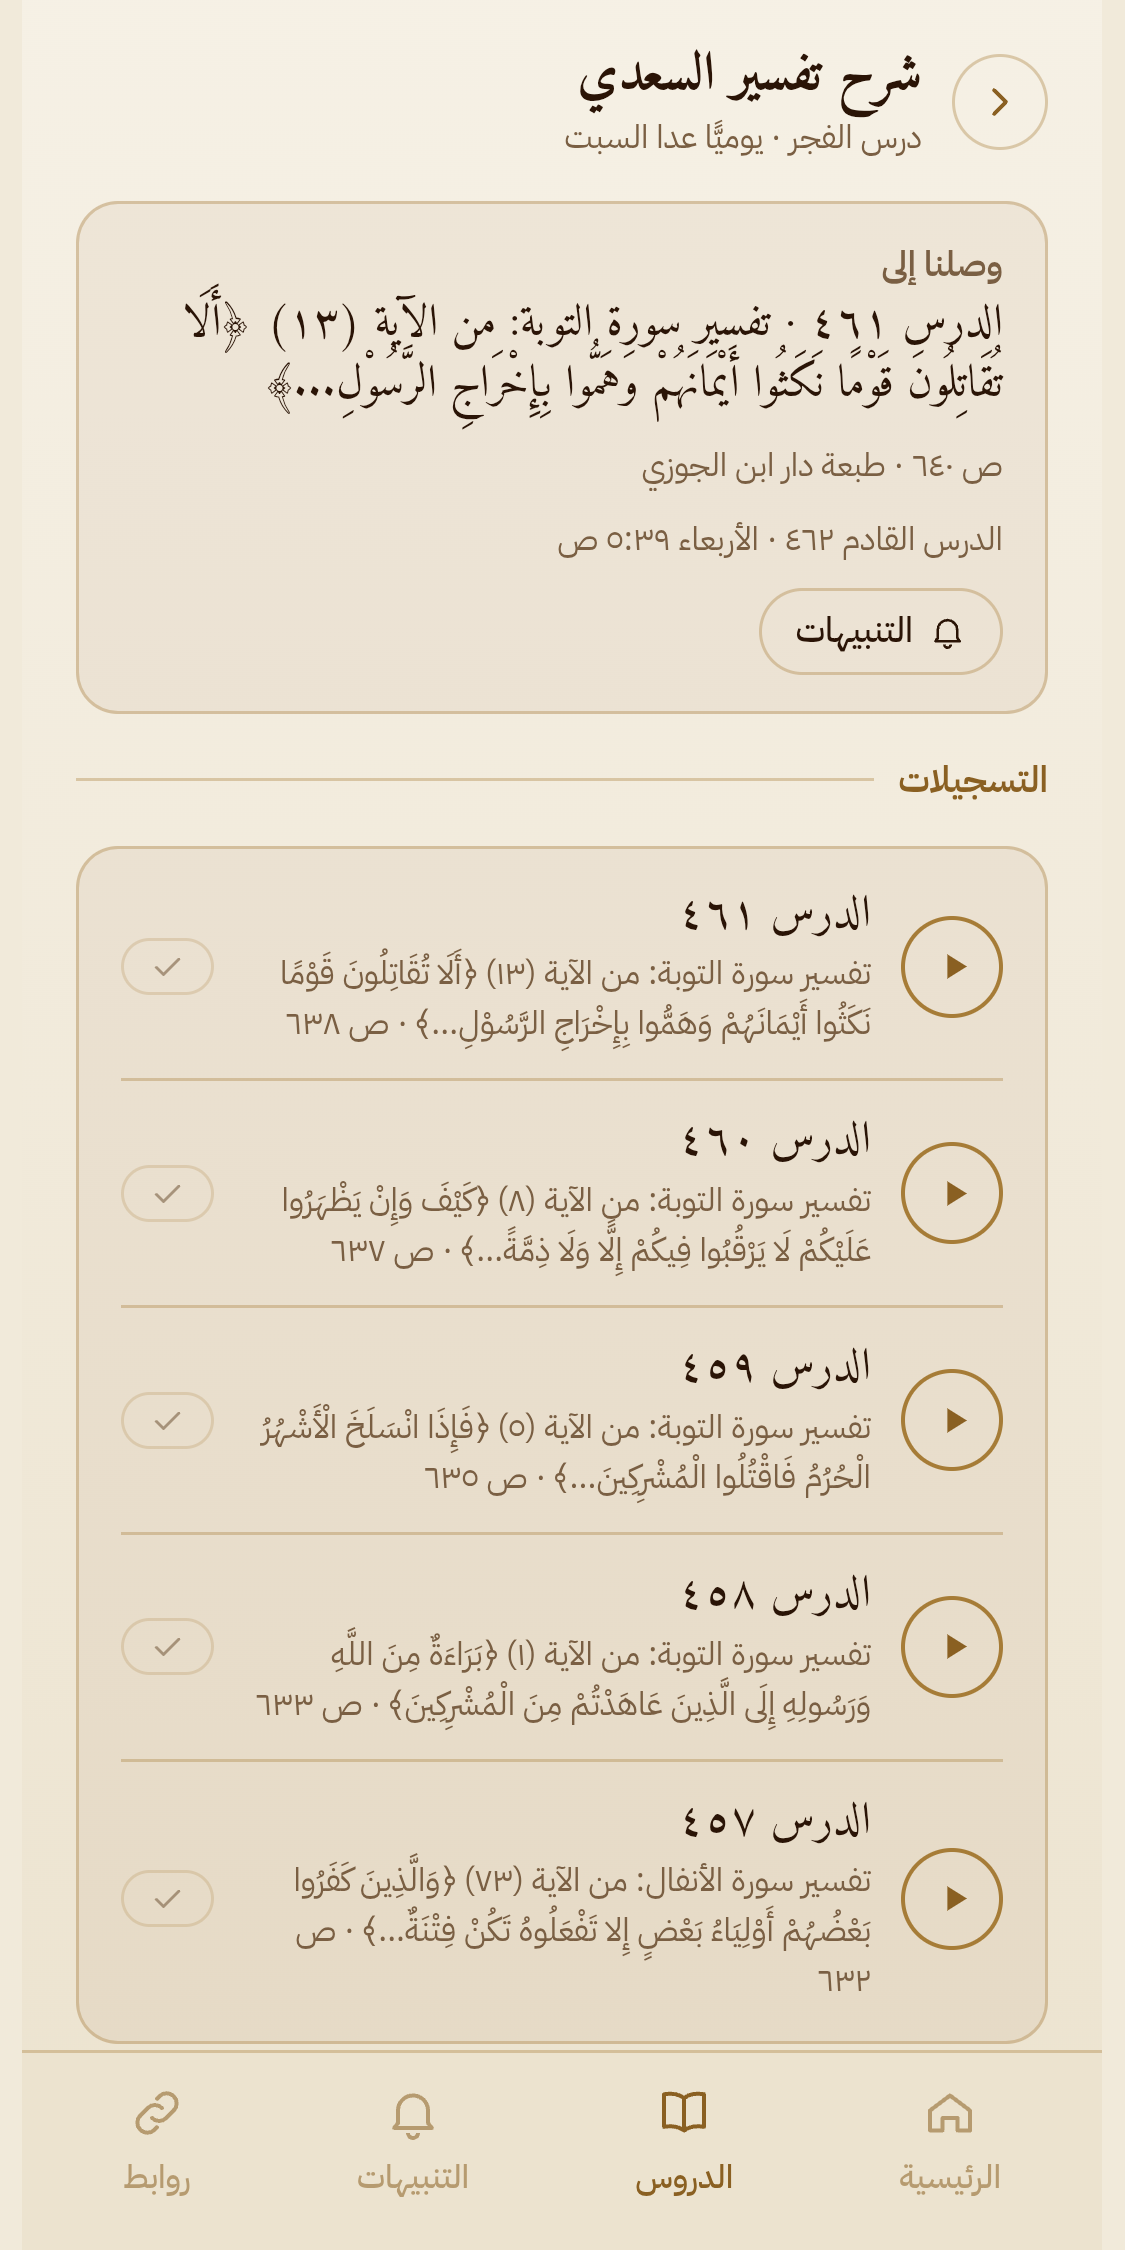 شرح تفسير السعدي
درس الفجر · يوميًّا عدا السبت
وصلنا إلى
الدرس ٤٦١ · تفسير سورة التوبة: من الآية (١٣) ﴿أَلَا
تُقَاتِلُونَ قَوْمًا نَكَثُوا أَيْمَانَهُمْ وَهَمُّوا بِإِخْرَاجِ الرَّسُوْلِ...﴾
ص ٦٤٠ · طبعة دار ابن الجوزي
الدرس القادم ٤٦٢ · الأربعاء ٥:٣٩ ص
التنبيهات
التسجيلات
الدرس ٤٦١
تفسير سورة التوبة: من الآية (١٣) ﴿أَلَا تُقَاتِلُونَ قَوْمًا
نَكَثُوا أَيْمَانَهُمْ وَهَمُّوا بِإِخْرَاجِ الرَّسُوْلِ...﴾ · ص ٦٣٨
الدرس ٤٦٠
تفسير سورة التوبة: من الآية (٨) ﴿كَيْفَ وَإِنْ يَظْهَرُوا
عَلَيْكُمْ لَا يَرْقُبُوا فِيكُمْ إِلًّا وَلَا ذِمَّةً...﴾ · ص ٦٣٧
الدرس ٤٥٩
تفسير سورة التوبة: من الآية (٥) ﴿فَإِذَا انْسَلَخَ الْأَشْهُرُ
الْحُرُمُ فَاقْتُلُوا الْمُشْرِكِينَ...﴾ · ص ٦٣٥
الدرس ٤٥٨
تفسير سورة التوبة: من الآية (١) ﴿بَرَاءَةٌ مِنَ اللَّهِ
وَرَسُولِهِ إِلَى الَّذِينَ عَاهَدْتُمْ مِنَ الْمُشْرِكِينَ﴾ · ص ٦٣٣
الدرس ٤٥٧
تفسير سورة الأنفال: من الآية (٧٣) ﴿وَالَّذِينَ كَفَرُوا
بَعْضُهُمْ أَوْلِيَاءُ بَعْضٍ إِلا تَفْعَلُوهُ تَكُنْ فِتْنَةٌ...﴾ · ص
٦٣٢
الرئيسية
الدروس
التنبيهات
روابط